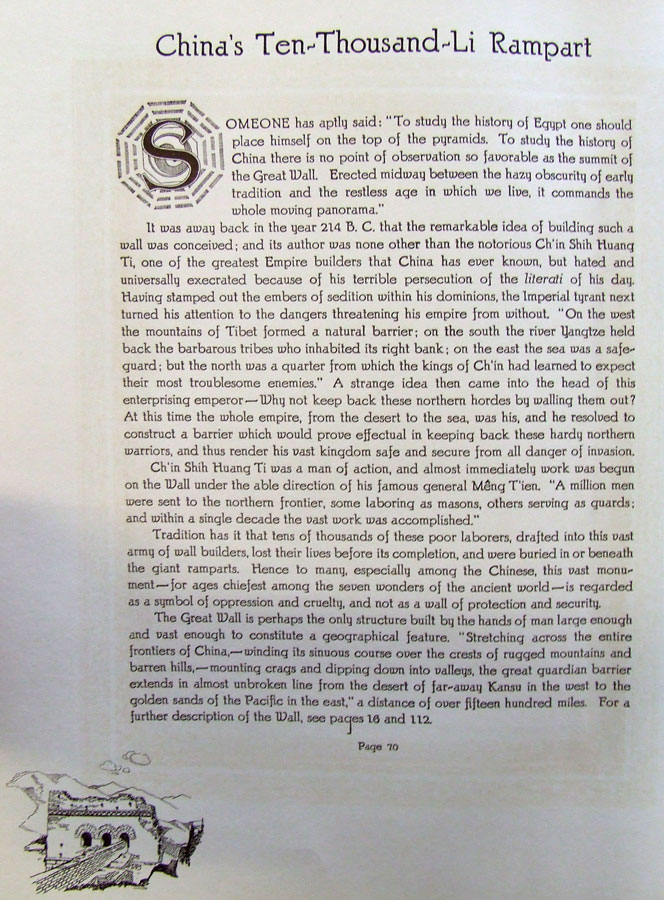 China's Ten-Thousand-Li Rampart
SOMEONE has aptly said: "To study the history of Egypt one should
place himself on the top of the pyramids. To study the history of
China there is no point of observation so favorable as the summit of
the Great Wall. Erected midway between the hazy obscurity of early
tradition and the restless age in which we live, it commands the
whole moving panorama."
It was away back in the year 214 B. C. that the remarkable idea of building such a
wall was conceived; and its author was none other than the notorious Ch'in Shih Huang
Ti, one of the greatest Empire builders that China has ever known, but hated and
universally execrated because of his terrible persecution of the literati of his day.
Having stamped out the embers of sedition within his dominions, the Imperial tyrant next
turned his attention to the dangers threatening his empire from without. "On the west
the mountains of Tibet formed a natural barrier; on the south the river Yangtze held
back the barbarous tribes who inhabited its right bank; on the east the sea was a safe-
guard; but the north was a quarter from which the kings of Ch'in had learned to expect
their most troublesome enemies." A strange idea then came into the head of this
enterprising emperor—Why not keep back these northern hordes by walling them out?
At this time the whole empire, from the desert to the sea, was his, and he resolved to
construct a barrier which would prove effectual in keeping back these hardy northern
warriors, and thus render his vast kingdom safe and secure from all danger of invasion.
Ch'in Shih Huang Ti was a man of action, and almost immediately work was begun
on the Wall under the able direction of his famous general Mêng T'ien. "A million men
were sent to the northern frontier, some laboring as masons, others serving as guards;
and within a single decade the vast work was accomplished."
Tradition has it that tens of thousands of these poor laborers, drafted into this vast
army of wall builders, lost their lives before its completion, and were buried in or beneath
the giant ramparts. Hence to many, especially among the Chinese, this vast monu-
ment—for ages chiefest among the seven wonders of the ancient world—is regarded
as a symbol of oppression and cruelty, and not as a wall of protection and security.
The Great Wall is perhaps the only structure built by the hands of man large enough
and vast enough to constitute a geographical feature. "Stretching across the entire
frontiers of China,—winding its sinuous course over the crests of rugged mountains and
barren hills,—mounting crags and dipping down into valleys, the great guardian barrier
extends in almost unbroken line from the desert of far-away Kansu in the west to the
golden sands of the Pacific in the east," a distance of over fifteen hundred miles. For a
further description of the Wall, see pages 16 and 112.
Page 70